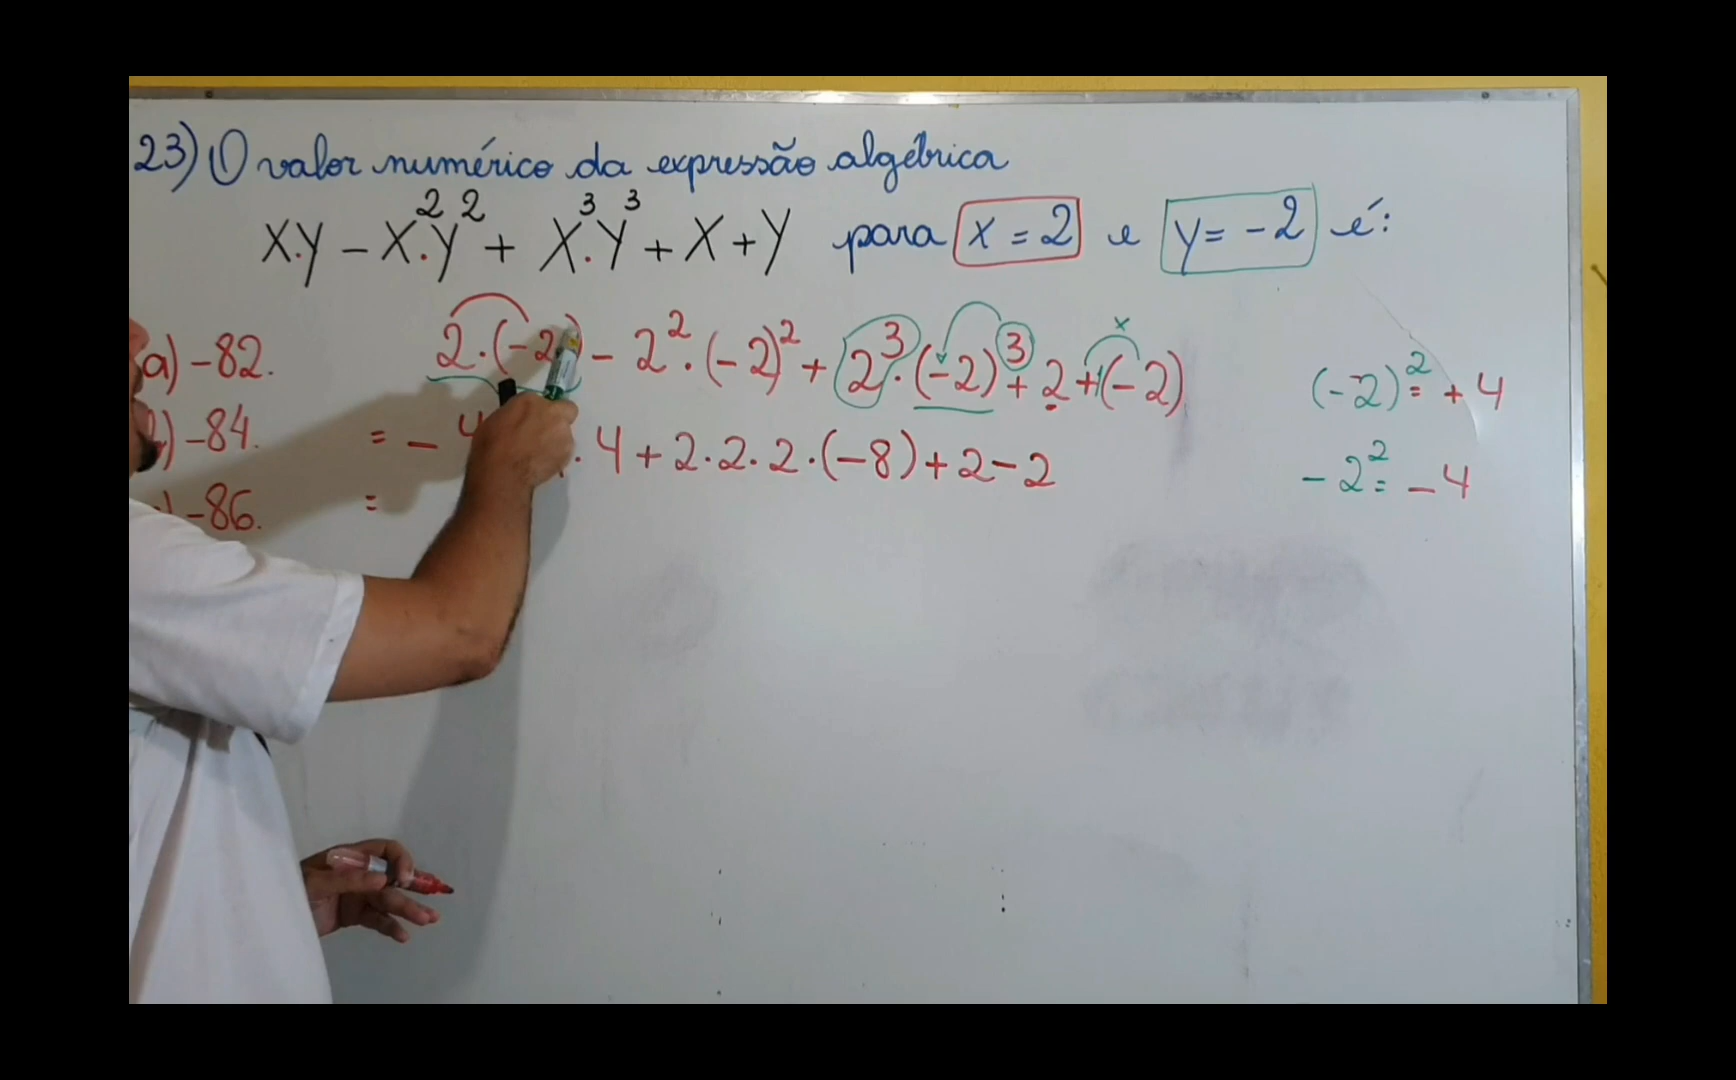 23) O valor numérico da expressão algébrica
X.Y - X².Y² + X³.Y³ + X + Y para x = 2 e y = -2 é:
a) -82.
2.(-2) - 2².(-2)² + 2³.(-2)³ + 2 + (-2)
(-2)² = +4
) -84.
= -4 . 4 + 2.2.2.(-8) + 2 - 2
-2² = -4
) -86.
=